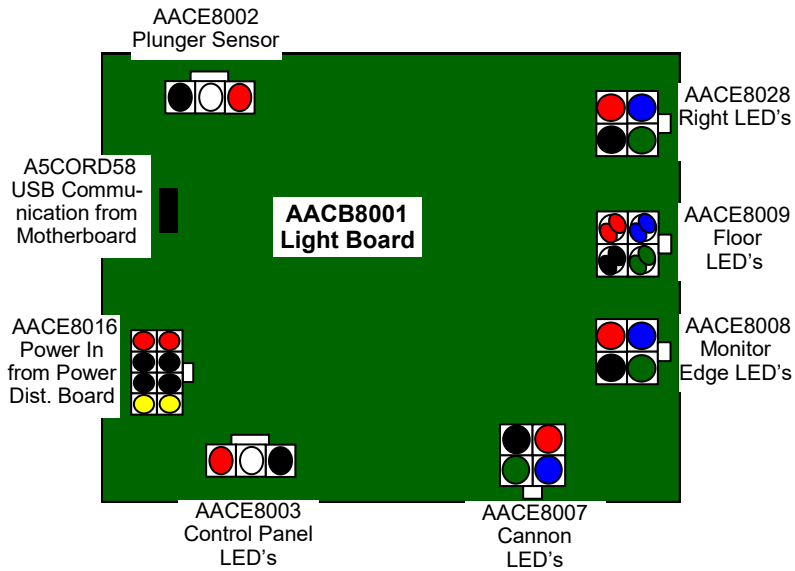 AACE8002
Plunger Sensor
AACE8028
Right LED's
A5CORD58
USB Commu-
nication from
Motherboard
AACB8001
Light Board
AACE8009
Floor
LED's
AACE8016
Power In
from Power
Dist. Board
AACE8008
Monitor
Edge LED's
AACE8003
Control Panel
LED's
AACE8007
Cannon
LED's